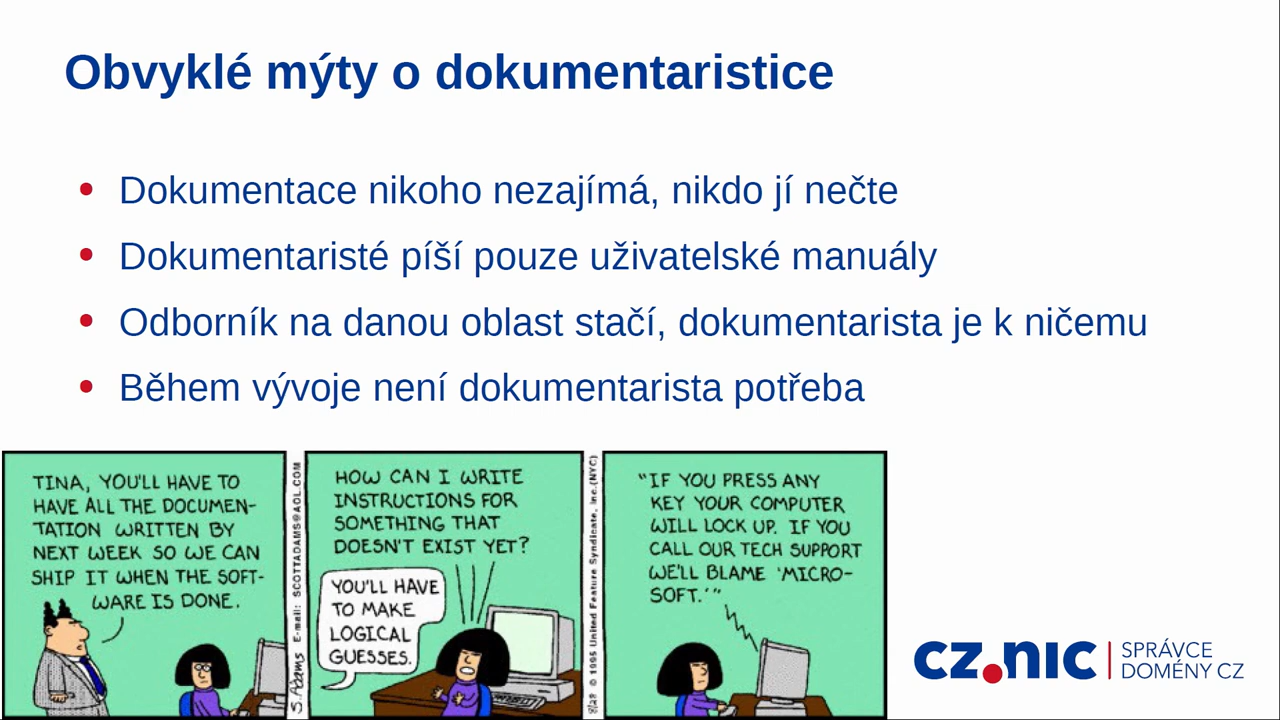 Obvyklé mýty o dokumentaristice
Dokumentace nikoho nezajímá, nikdo jí nečte
Dokumentaristé píší pouze uživatelské manuály
Odborník na danou oblast stačí, dokumentarista je k ničemu
Během vývoje není dokumentarista potřeba
TINA, YOU'LL HAVE TO
HAVE ALL THE DOCUMEN-
TATION WRITTEN BY
NEXT WEEK SO WE CAN
SHIP IT WHEN THE SOFT-
WARE IS DONE.
S. Adams E-mail: SCOTTADAMS@AOL.COM
HOW CAN I WRITE
INSTRUCTIONS FOR
SOMETHING THAT
DOESN'T EXIST YET?
YOU'LL HAVE
TO MAKE
LOGICAL
GUESSES.
8/28 © 1995 United Feature Syndicate, Inc.(NYC)
"IF YOU PRESS ANY
KEY YOUR COMPUTER
WILL LOCK UP. IF YOU
CALL OUR TECH SUPPORT
WE'LL BLAME 'MICRO-
SOFT.'"
CZ.NIC
SPRÁVCE
DOMÉNY CZ